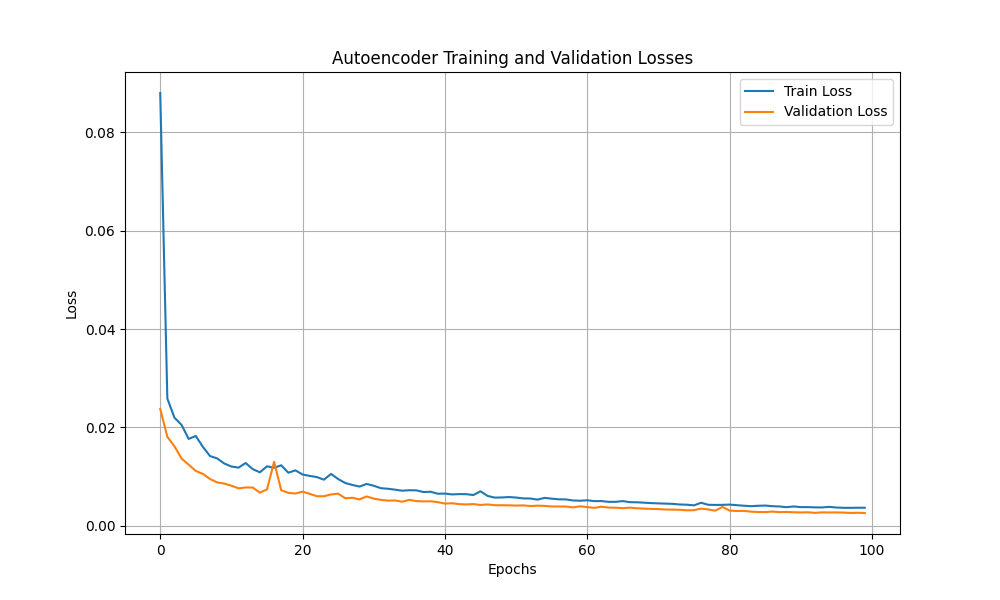 Autoencoder Training and Validation Losses
Train Loss
Validation Loss
0.08
0.06
0.04
0.02
0.00
Loss
0 20 40 60 80 100
Epochs